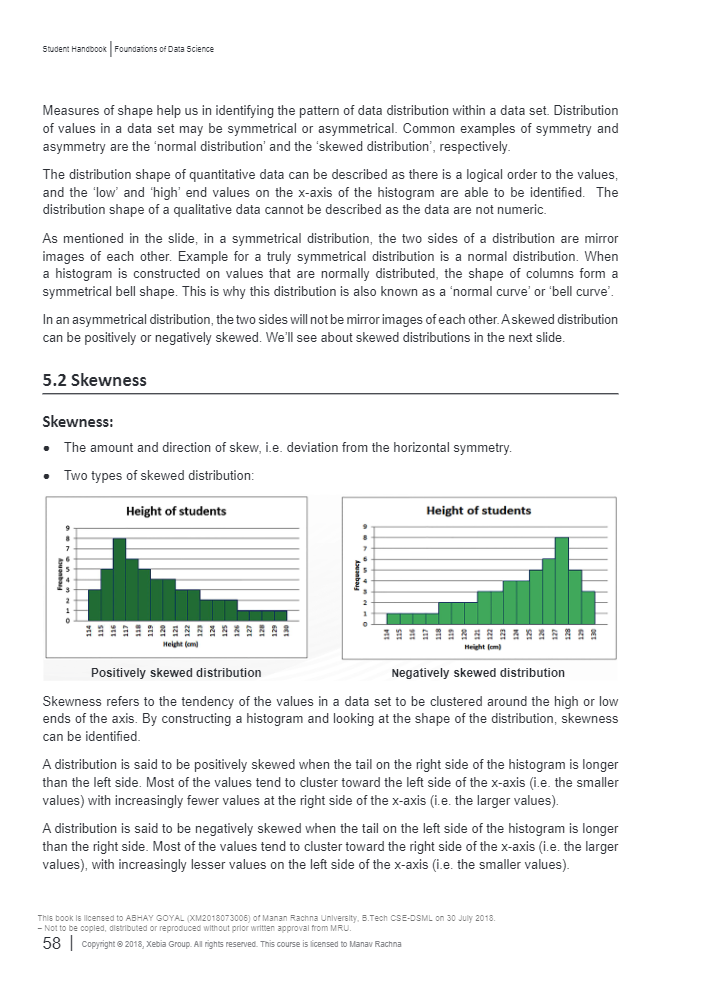 Student Handbook | Foundations of Data Science
Measures of shape help us in identifying the pattern of data distribution within a data set. Distribution
of values in a data set may be symmetrical or asymmetrical. Common examples of symmetry and
asymmetry are the ‘normal distribution’ and the ‘skewed distribution’, respectively.
The distribution shape of quantitative data can be described as there is a logical order to the values,
and the ‘low’ and ‘high’ end values on the x-axis of the histogram are able to be identified. The
distribution shape of a qualitative data cannot be described as the data are not numeric.
As mentioned in the slide, in a symmetrical distribution, the two sides of a distribution are mirror
images of each other. Example for a truly symmetrical distribution is a normal distribution. When
a histogram is constructed on values that are normally distributed, the shape of columns form a
symmetrical bell shape. This is why this distribution is also known as a ‘normal curve’ or ‘bell curve’.
In an asymmetrical distribution, the two sides will not be mirror images of each other. A skewed distribution
can be positively or negatively skewed. We’ll see about skewed distributions in the next slide.
5.2 Skewness
Skewness:
• The amount and direction of skew, i.e. deviation from the horizontal symmetry.
• Two types of skewed distribution:
Height of students
Frequency
9
8
7
6
5
4
3
2
1
0
114 115 116 117 118 119 120 121 122 123 124 125 126 127 128 129 130
Height (cm)
Positively skewed distribution
Height of students
Frequency
9
8
7
6
5
4
3
2
1
0
114 115 116 117 118 119 120 121 122 123 124 125 126 127 128 129 130
Height (cm)
Negatively skewed distribution
Skewness refers to the tendency of the values in a data set to be clustered around the high or low
ends of the axis. By constructing a histogram and looking at the shape of the distribution, skewness
can be identified.
A distribution is said to be positively skewed when the tail on the right side of the histogram is longer
than the left side. Most of the values tend to cluster toward the left side of the x-axis (i.e. the smaller
values) with increasingly fewer values at the right side of the x-axis (i.e. the larger values).
A distribution is said to be negatively skewed when the tail on the left side of the histogram is longer
than the right side. Most of the values tend to cluster toward the right side of the x-axis (i.e. the larger
values), with increasingly lesser values on the left side of the x-axis (i.e. the smaller values).
This book is licensed to ABHAY GOYAL (XM2018073006) of Manan Rachna University, B.Tech CSE-DSML on 30 July 2018.
– Not to be copied, distributed or reproduced without prior written approval from MRU.
58 | Copyright © 2018, Xebia Group. All rights reserved. This course is licensed to Manav Rachna